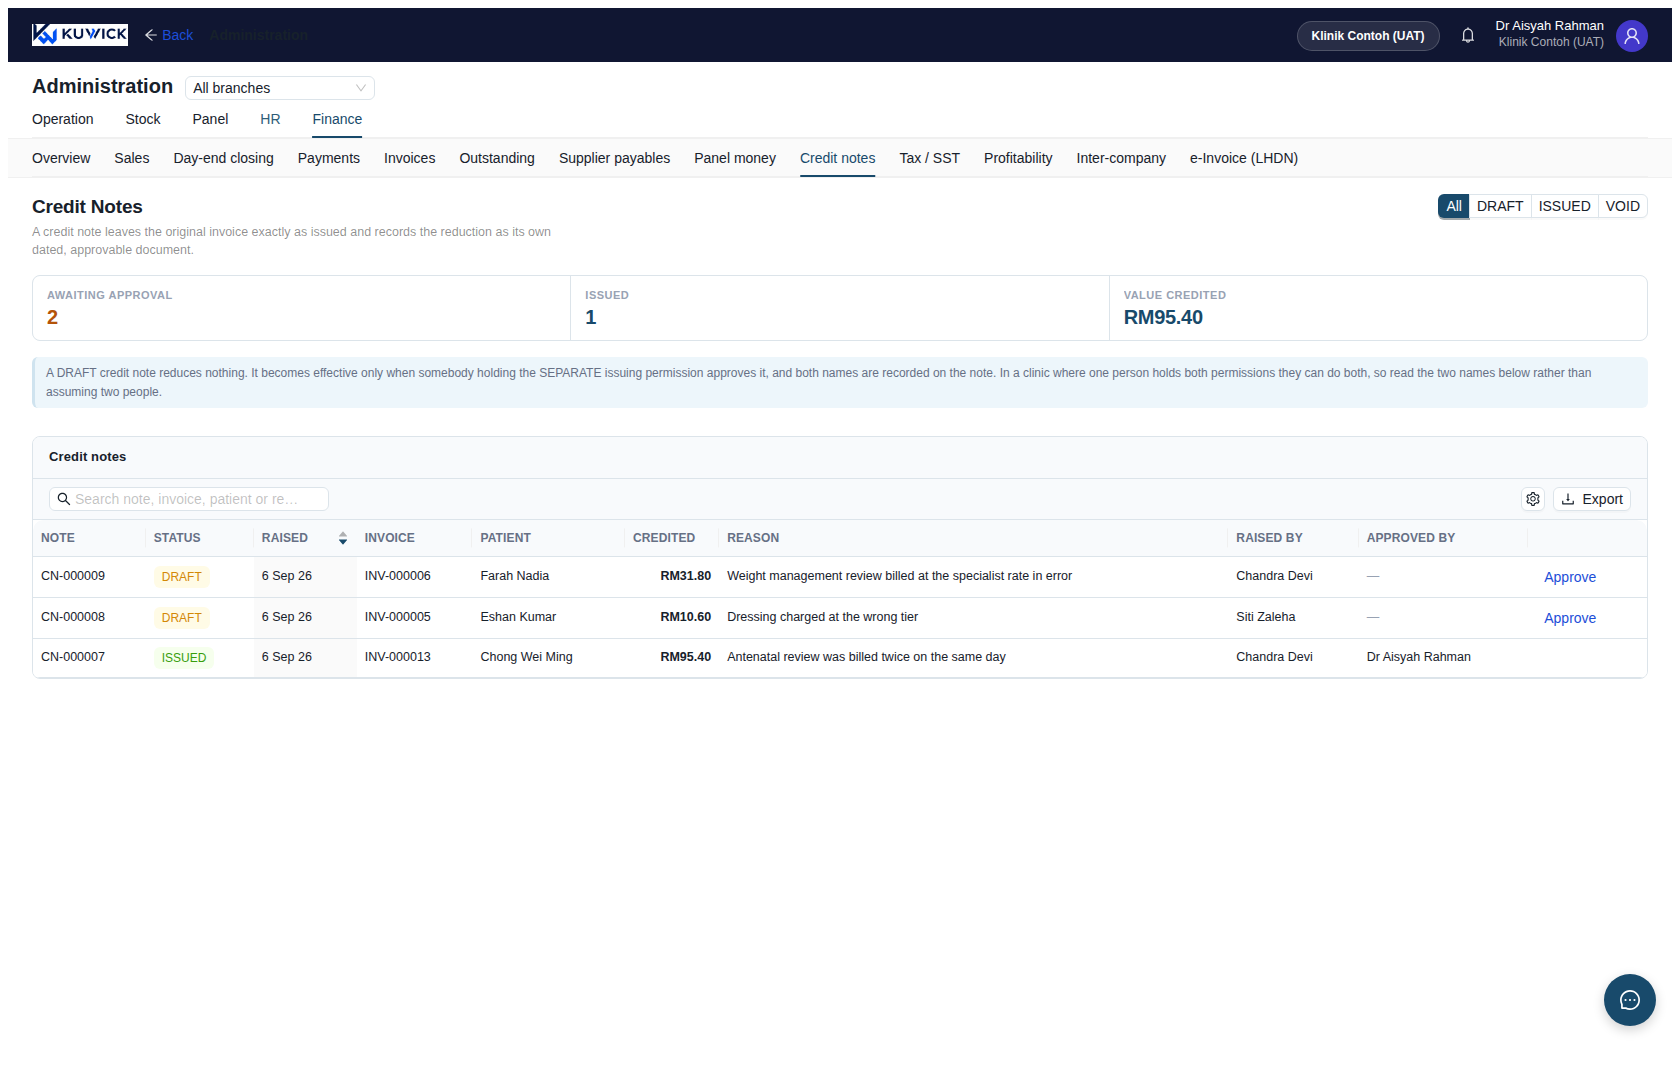 KUWICK
Back Administration
Klinik Contoh (UAT)
Dr Aisyah Rahman
Klinik Contoh (UAT)
Administration All branches
Operation Stock Panel HR Finance
Overview Sales Day-end closing Payments Invoices Outstanding Supplier payables Panel money Credit notes Tax / SST Profitability Inter-company e-Invoice (LHDN)
Credit Notes
All DRAFT ISSUED VOID
A credit note leaves the original invoice exactly as issued and records the reduction as its own
dated, approvable document.
AWAITING APPROVAL ISSUED VALUE CREDITED
2 1 RM95.40
A DRAFT credit note reduces nothing. It becomes effective only when somebody holding the SEPARATE issuing permission approves it, and both names are recorded on the note. In a clinic where one person holds both permissions they can do both, so read the two names below rather than
assuming two people.
Credit notes
Search note, invoice, patient or re… Export
NOTE STATUS RAISED INVOICE PATIENT CREDITED REASON RAISED BY APPROVED BY
CN-000009 DRAFT 6 Sep 26 INV-000006 Farah Nadia RM31.80 Weight management review billed at the specialist rate in error Chandra Devi — Approve
CN-000008 DRAFT 6 Sep 26 INV-000005 Eshan Kumar RM10.60 Dressing charged at the wrong tier Siti Zaleha — Approve
CN-000007 ISSUED 6 Sep 26 INV-000013 Chong Wei Ming RM95.40 Antenatal review was billed twice on the same day Chandra Devi Dr Aisyah Rahman